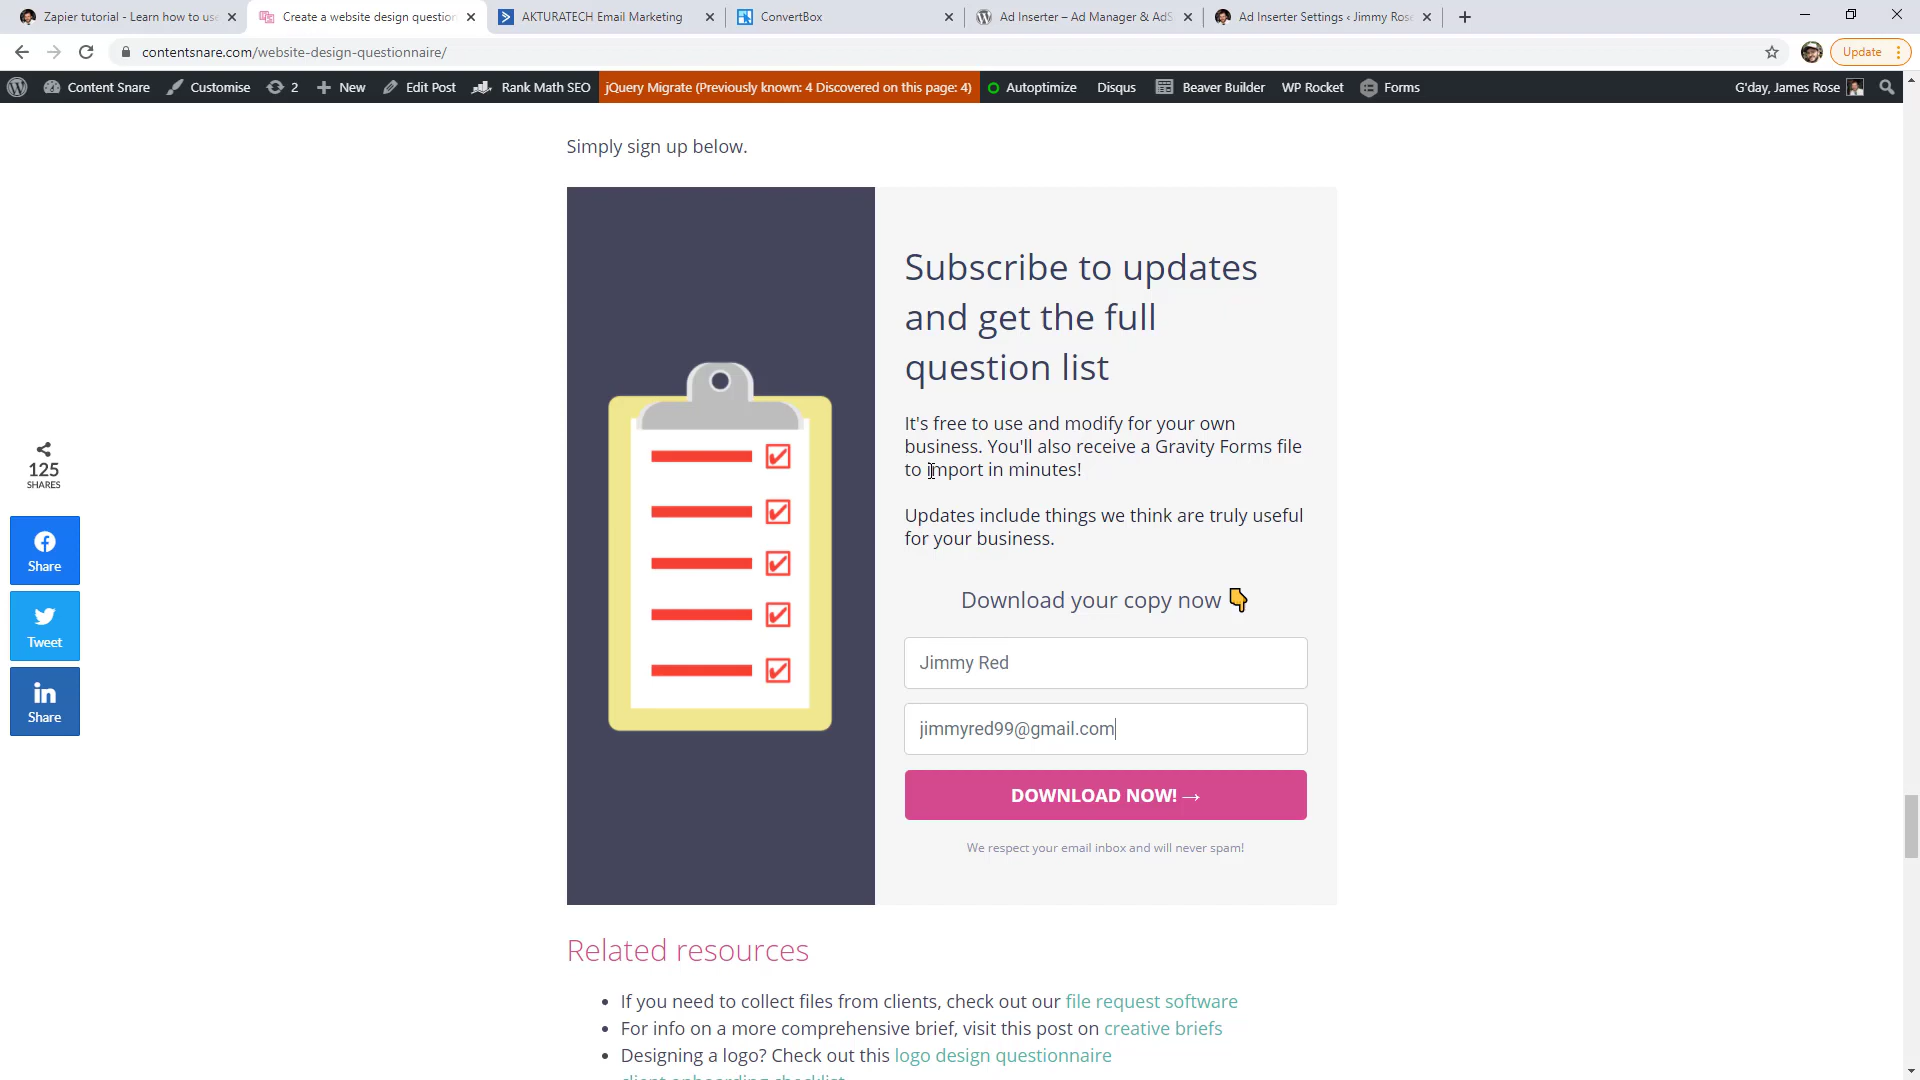 Zapier tutorial - Learn how to use
Create a website design question
AKTURATECH Email Marketing
ConvertBox
Ad Inserter – Ad Manager & AdS
Ad Inserter Settings ‹ Jimmy Rose
contentsnare.com/website-design-questionnaire/
Update
Content Snare
Customise
2
New
Edit Post
Rank Math SEO
jQuery Migrate (Previously known: 4 Discovered on this page: 4)
Autoptimize
Disqus
Beaver Builder
WP Rocket
Forms
G'day, James Rose
Simply sign up below.
Subscribe to updates
and get the full
question list
It's free to use and modify for your own
business. You'll also receive a Gravity Forms file
to import in minutes!
Updates include things we think are truly useful
for your business.
Download your copy now
Jimmy Red
jimmyred99@gmail.com
DOWNLOAD NOW! →
We respect your email inbox and will never spam!
125
SHARES
Share
Tweet
Share
Related resources
• If you need to collect files from clients, check out our file request software
• For info on a more comprehensive brief, visit this post on creative briefs
• Designing a logo? Check out this logo design questionnaire
client onboarding checklist